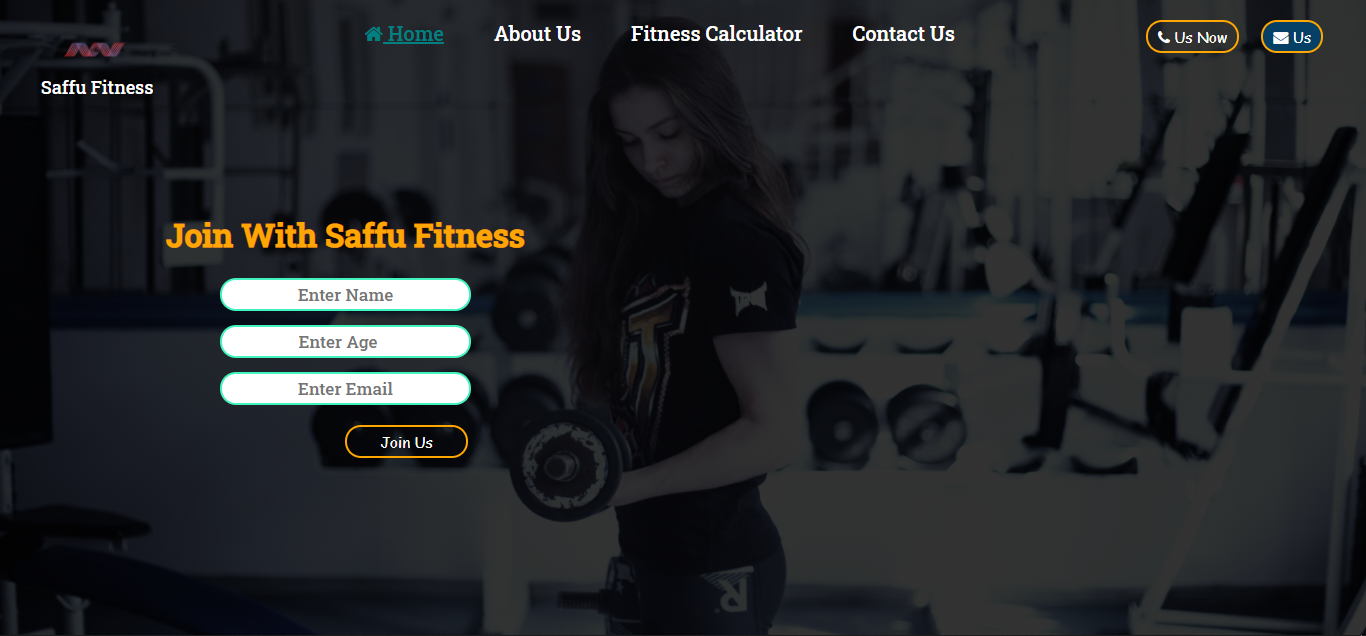 Home
About Us
Fitness Calculator
Contact Us
Us Now
Us
Saffu Fitness
Join With Saffu Fitness
Enter Name
Enter Age
Enter Email
Join Us
R